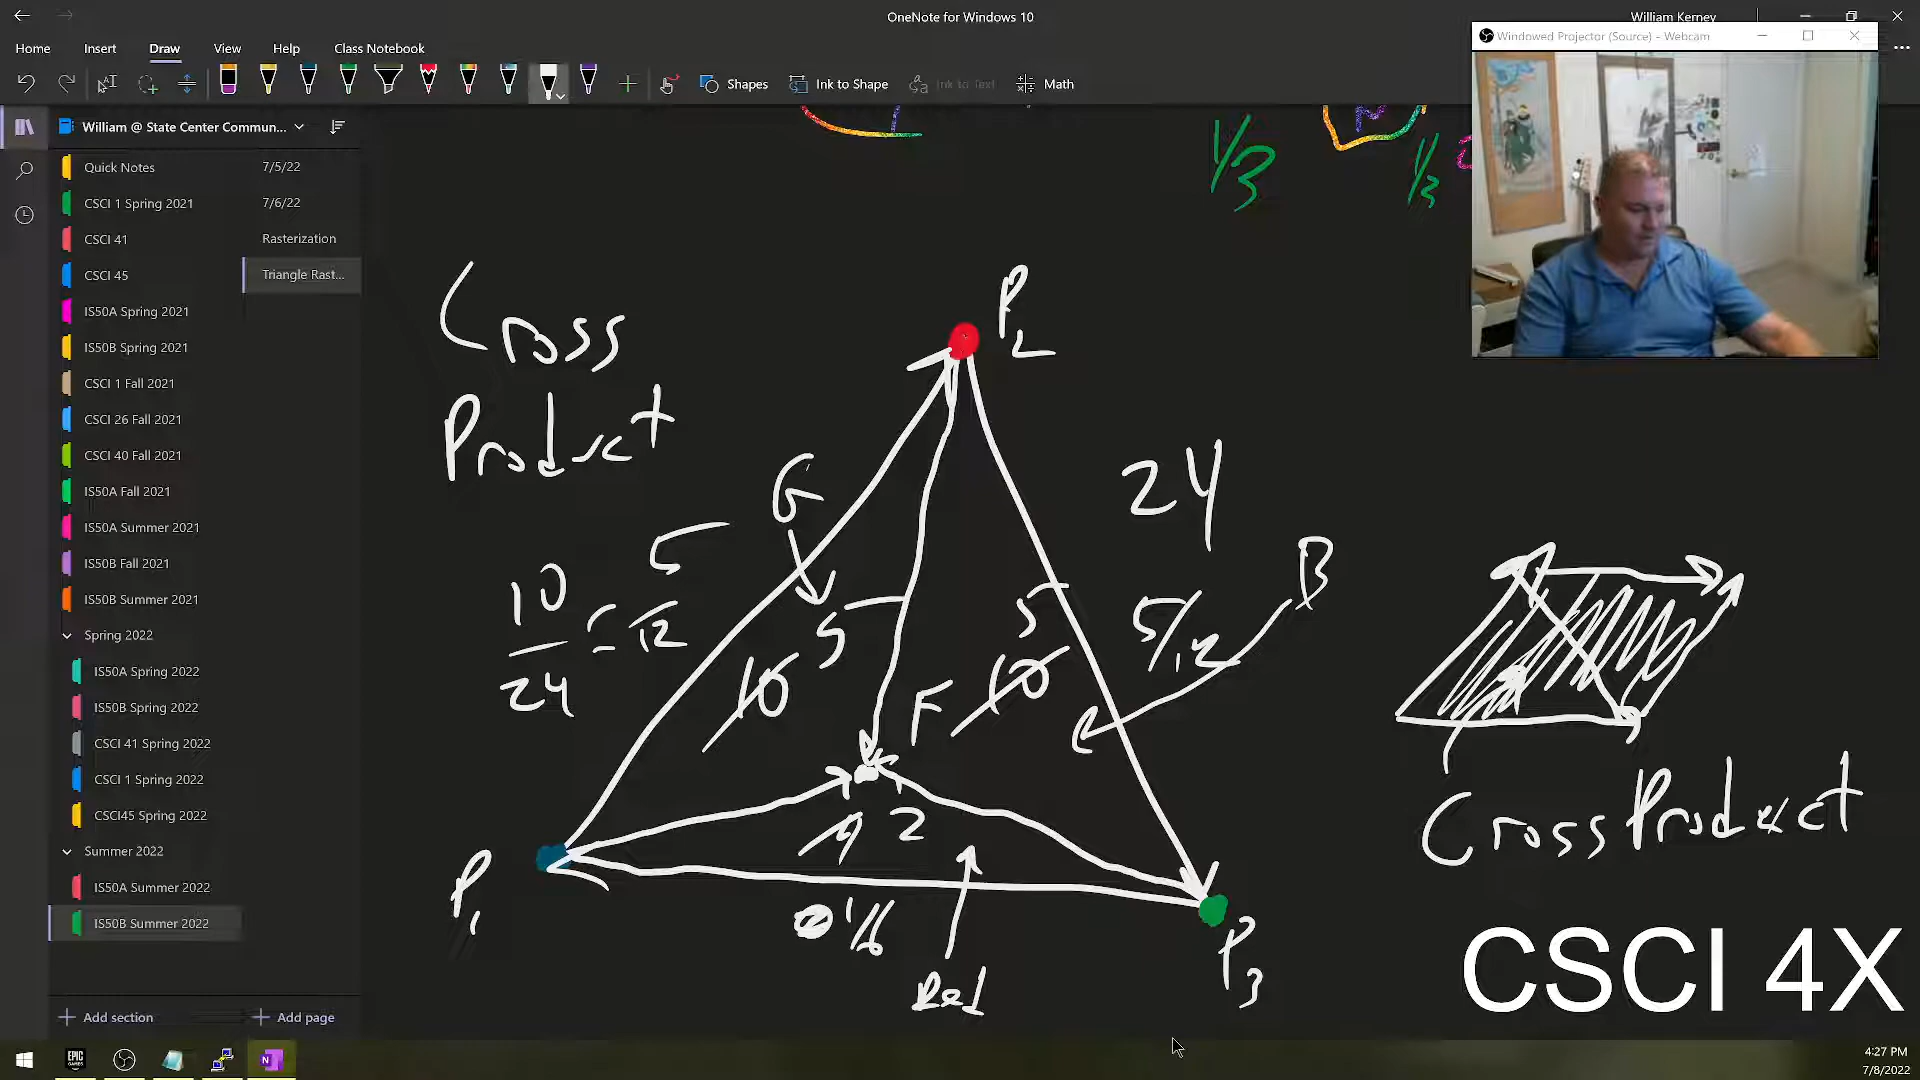 OneNote for Windows 10
William Kerney
Windowed Projector (Source) - Webcam
Home Insert Draw View Help Class Notebook
Shapes Ink to Shape Ink to Text Math
William @ State Center Commun...
Quick Notes
CSCI 1 Spring 2021
CSCI 41
CSCI 45
IS50A Spring 2021
IS50B Spring 2021
CSCI 1 Fall 2021
CSCI 26 Fall 2021
CSCI 40 Fall 2021
IS50A Fall 2021
IS50A Summer 2021
IS50B Fall 2021
IS50B Summer 2021
Spring 2022
IS50A Spring 2022
IS50B Spring 2022
CSCI 41 Spring 2022
CSCI 1 Spring 2022
CSCI45 Spring 2022
Summer 2022
IS50A Summer 2022
IS50B Summer 2022
Add section
7/5/22
7/6/22
Rasterization
Triangle Rast...
Add page
1/3
1/3
Cross
Product
P2
G
24
B
10/24 = 5/12
5
5
5/12
10
10
F
4 2
P1
1/6
Red
P3
Cross Product
CSCI 4X
4:27 PM
7/8/2022